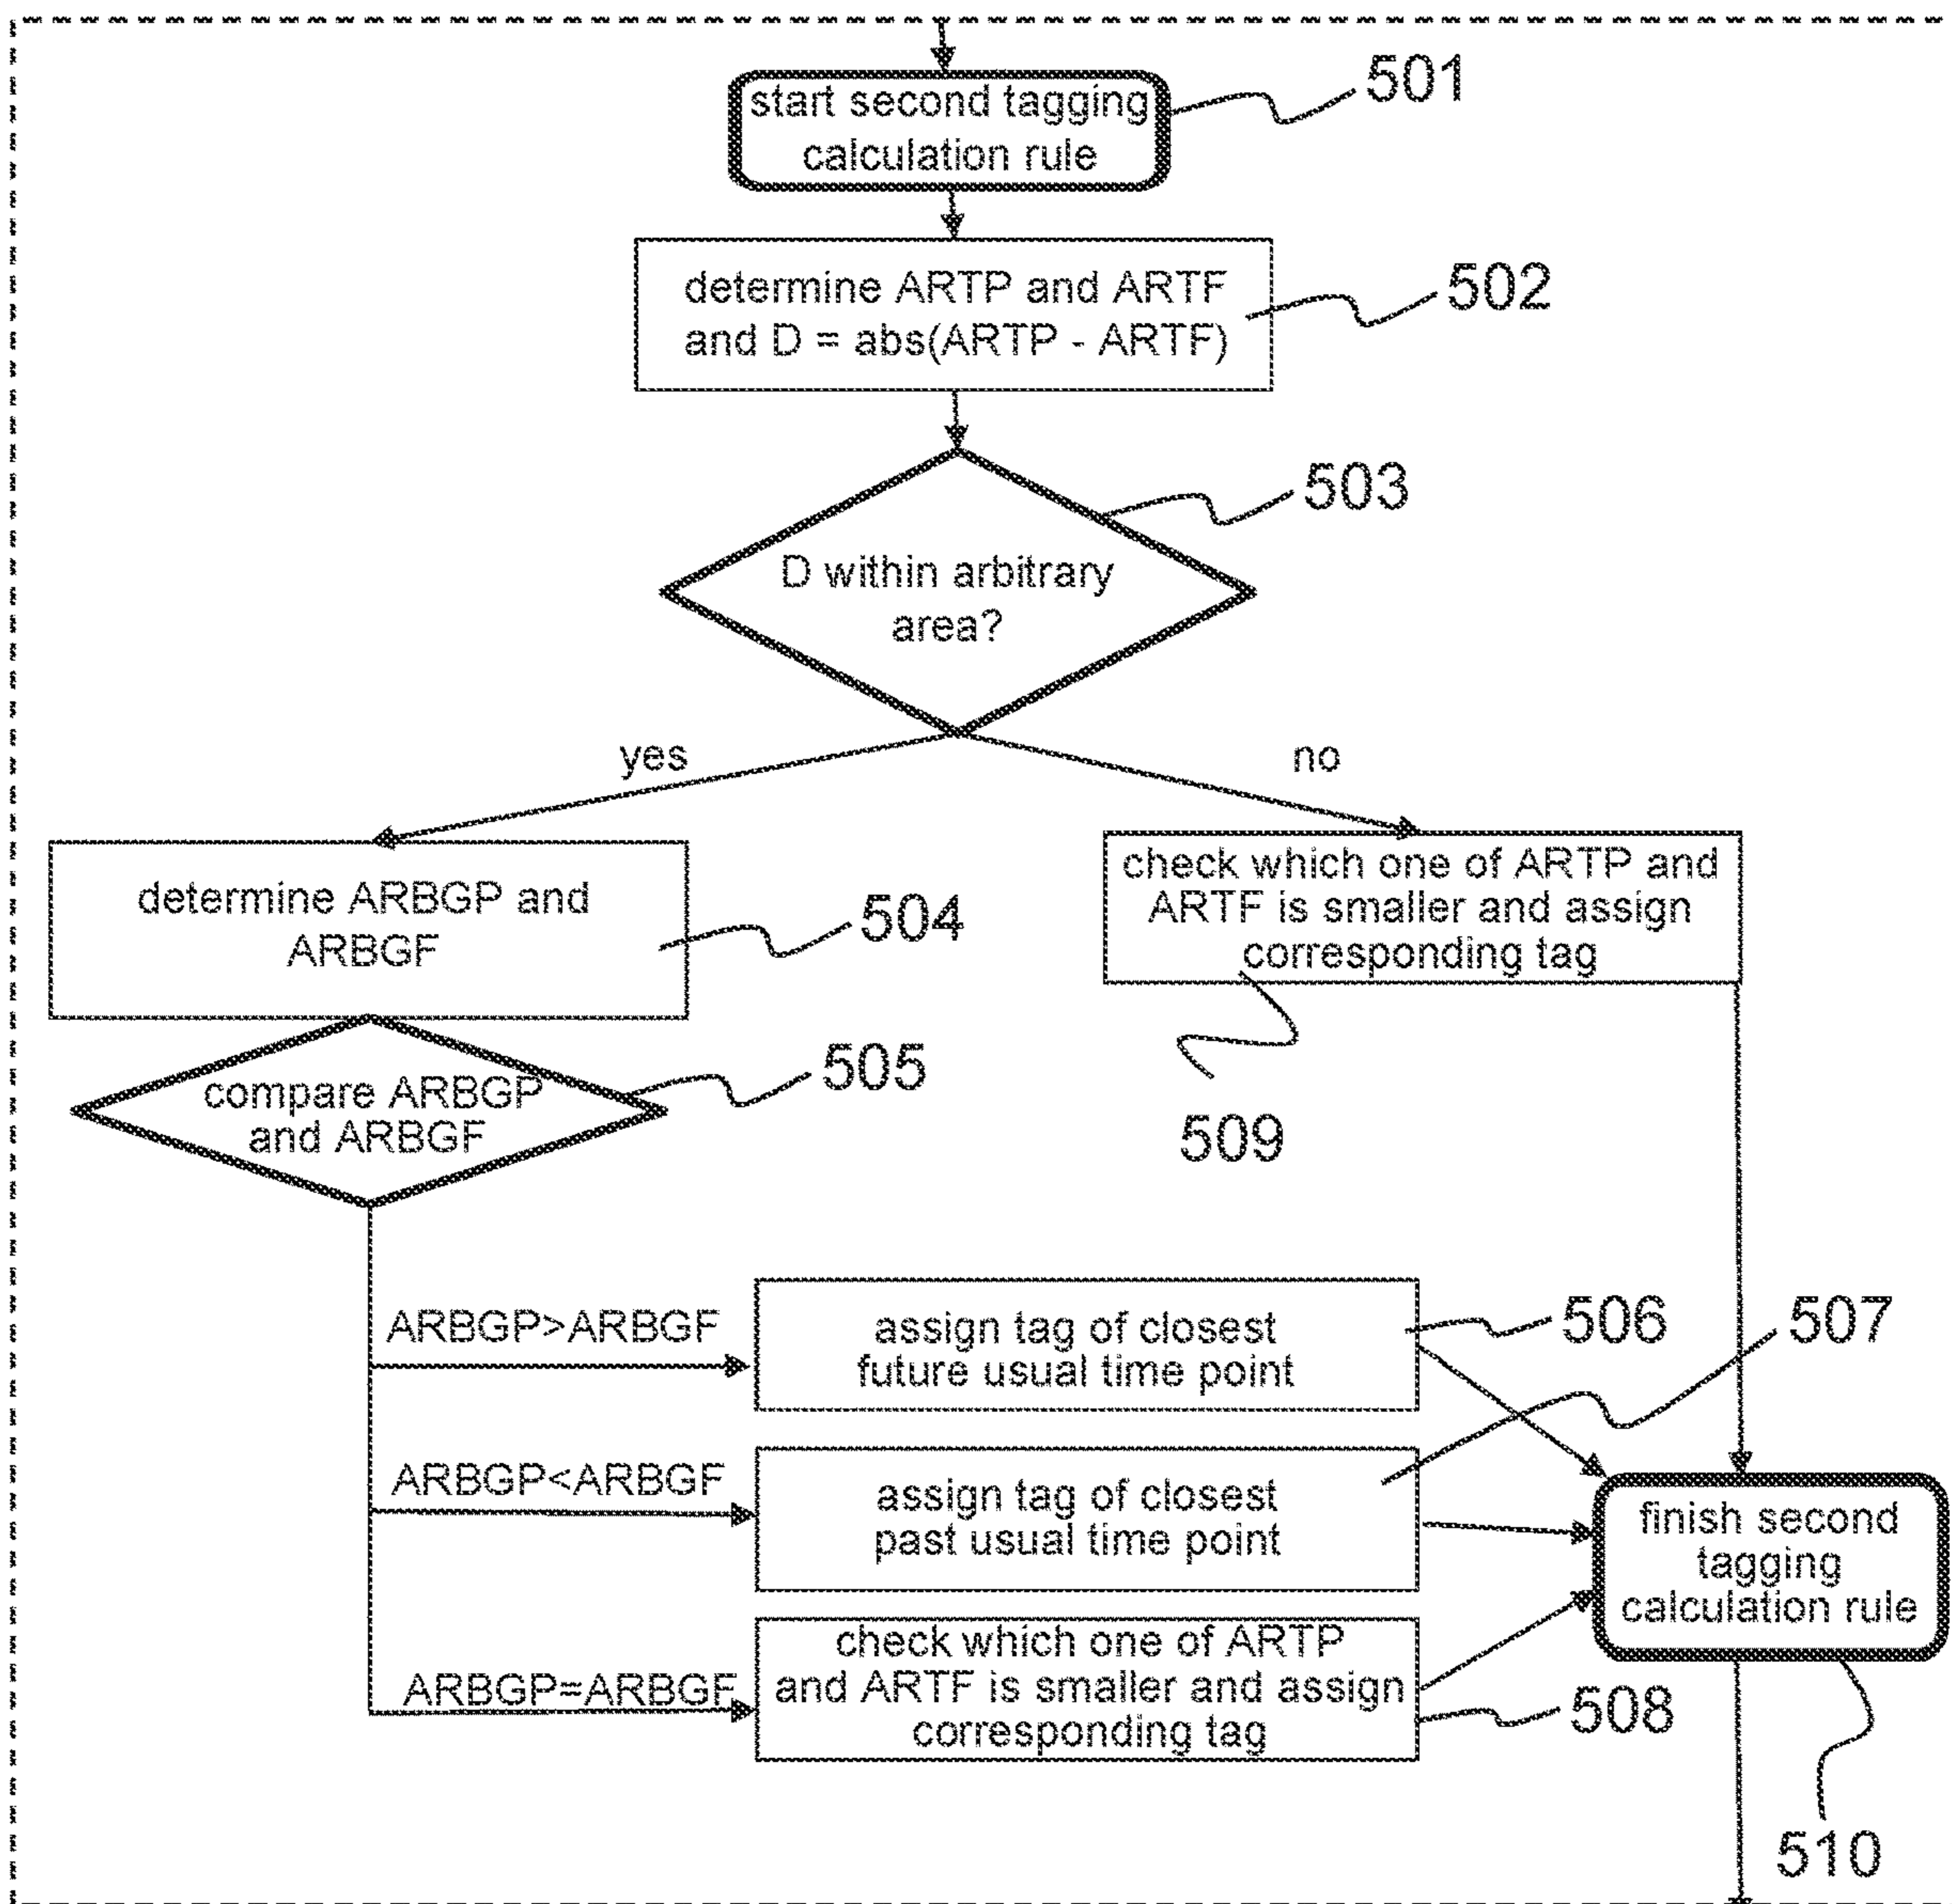 start second tagging
calculation rule
501
determine ARTP and ARTF
and D = abs(ARTP - ARTF)
502
503
D within arbitrary
area?
yes
no
determine ARBGP and
ARBGF
504
check which one of ARTP and
ARTF is smaller and assign
corresponding tag
509
compare ARBGP
and ARBGF
505
ARBGP>ARBGF
assign tag of closest
future usual time point
506
507
ARBGP<ARBGF
assign tag of closest
past usual time point
ARBGP=ARBGF
check which one of ARTP
and ARTF is smaller and assign
corresponding tag
508
finish second
tagging
calculation rule
510